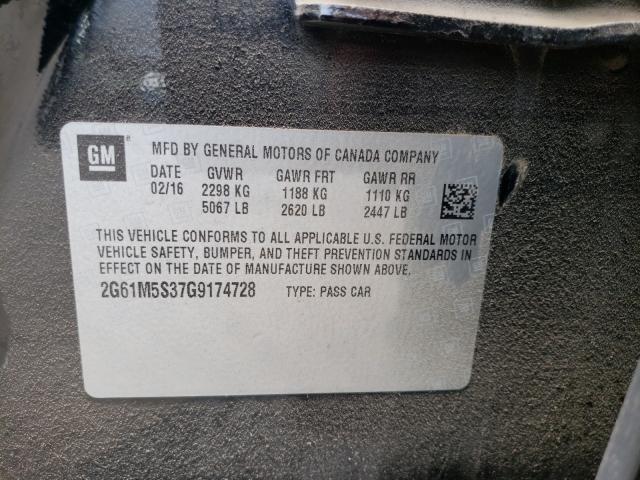 GM ® MFD BY GENERAL MOTORS OF CANADA COMPANY
DATE GVWR GAWR FRT GAWR RR
02/16 2298 KG 1188 KG 1110 KG
5067 LB 2620 LB 2447 LB
THIS VEHICLE CONFORMS TO ALL APPLICABLE U.S. FEDERAL MOTOR
VEHICLE SAFETY, BUMPER, AND THEFT PREVENTION STANDARDS IN
EFFECT ON THE DATE OF MANUFACTURE SHOWN ABOVE.
2G61M5S37G9174728 TYPE: PASS CAR